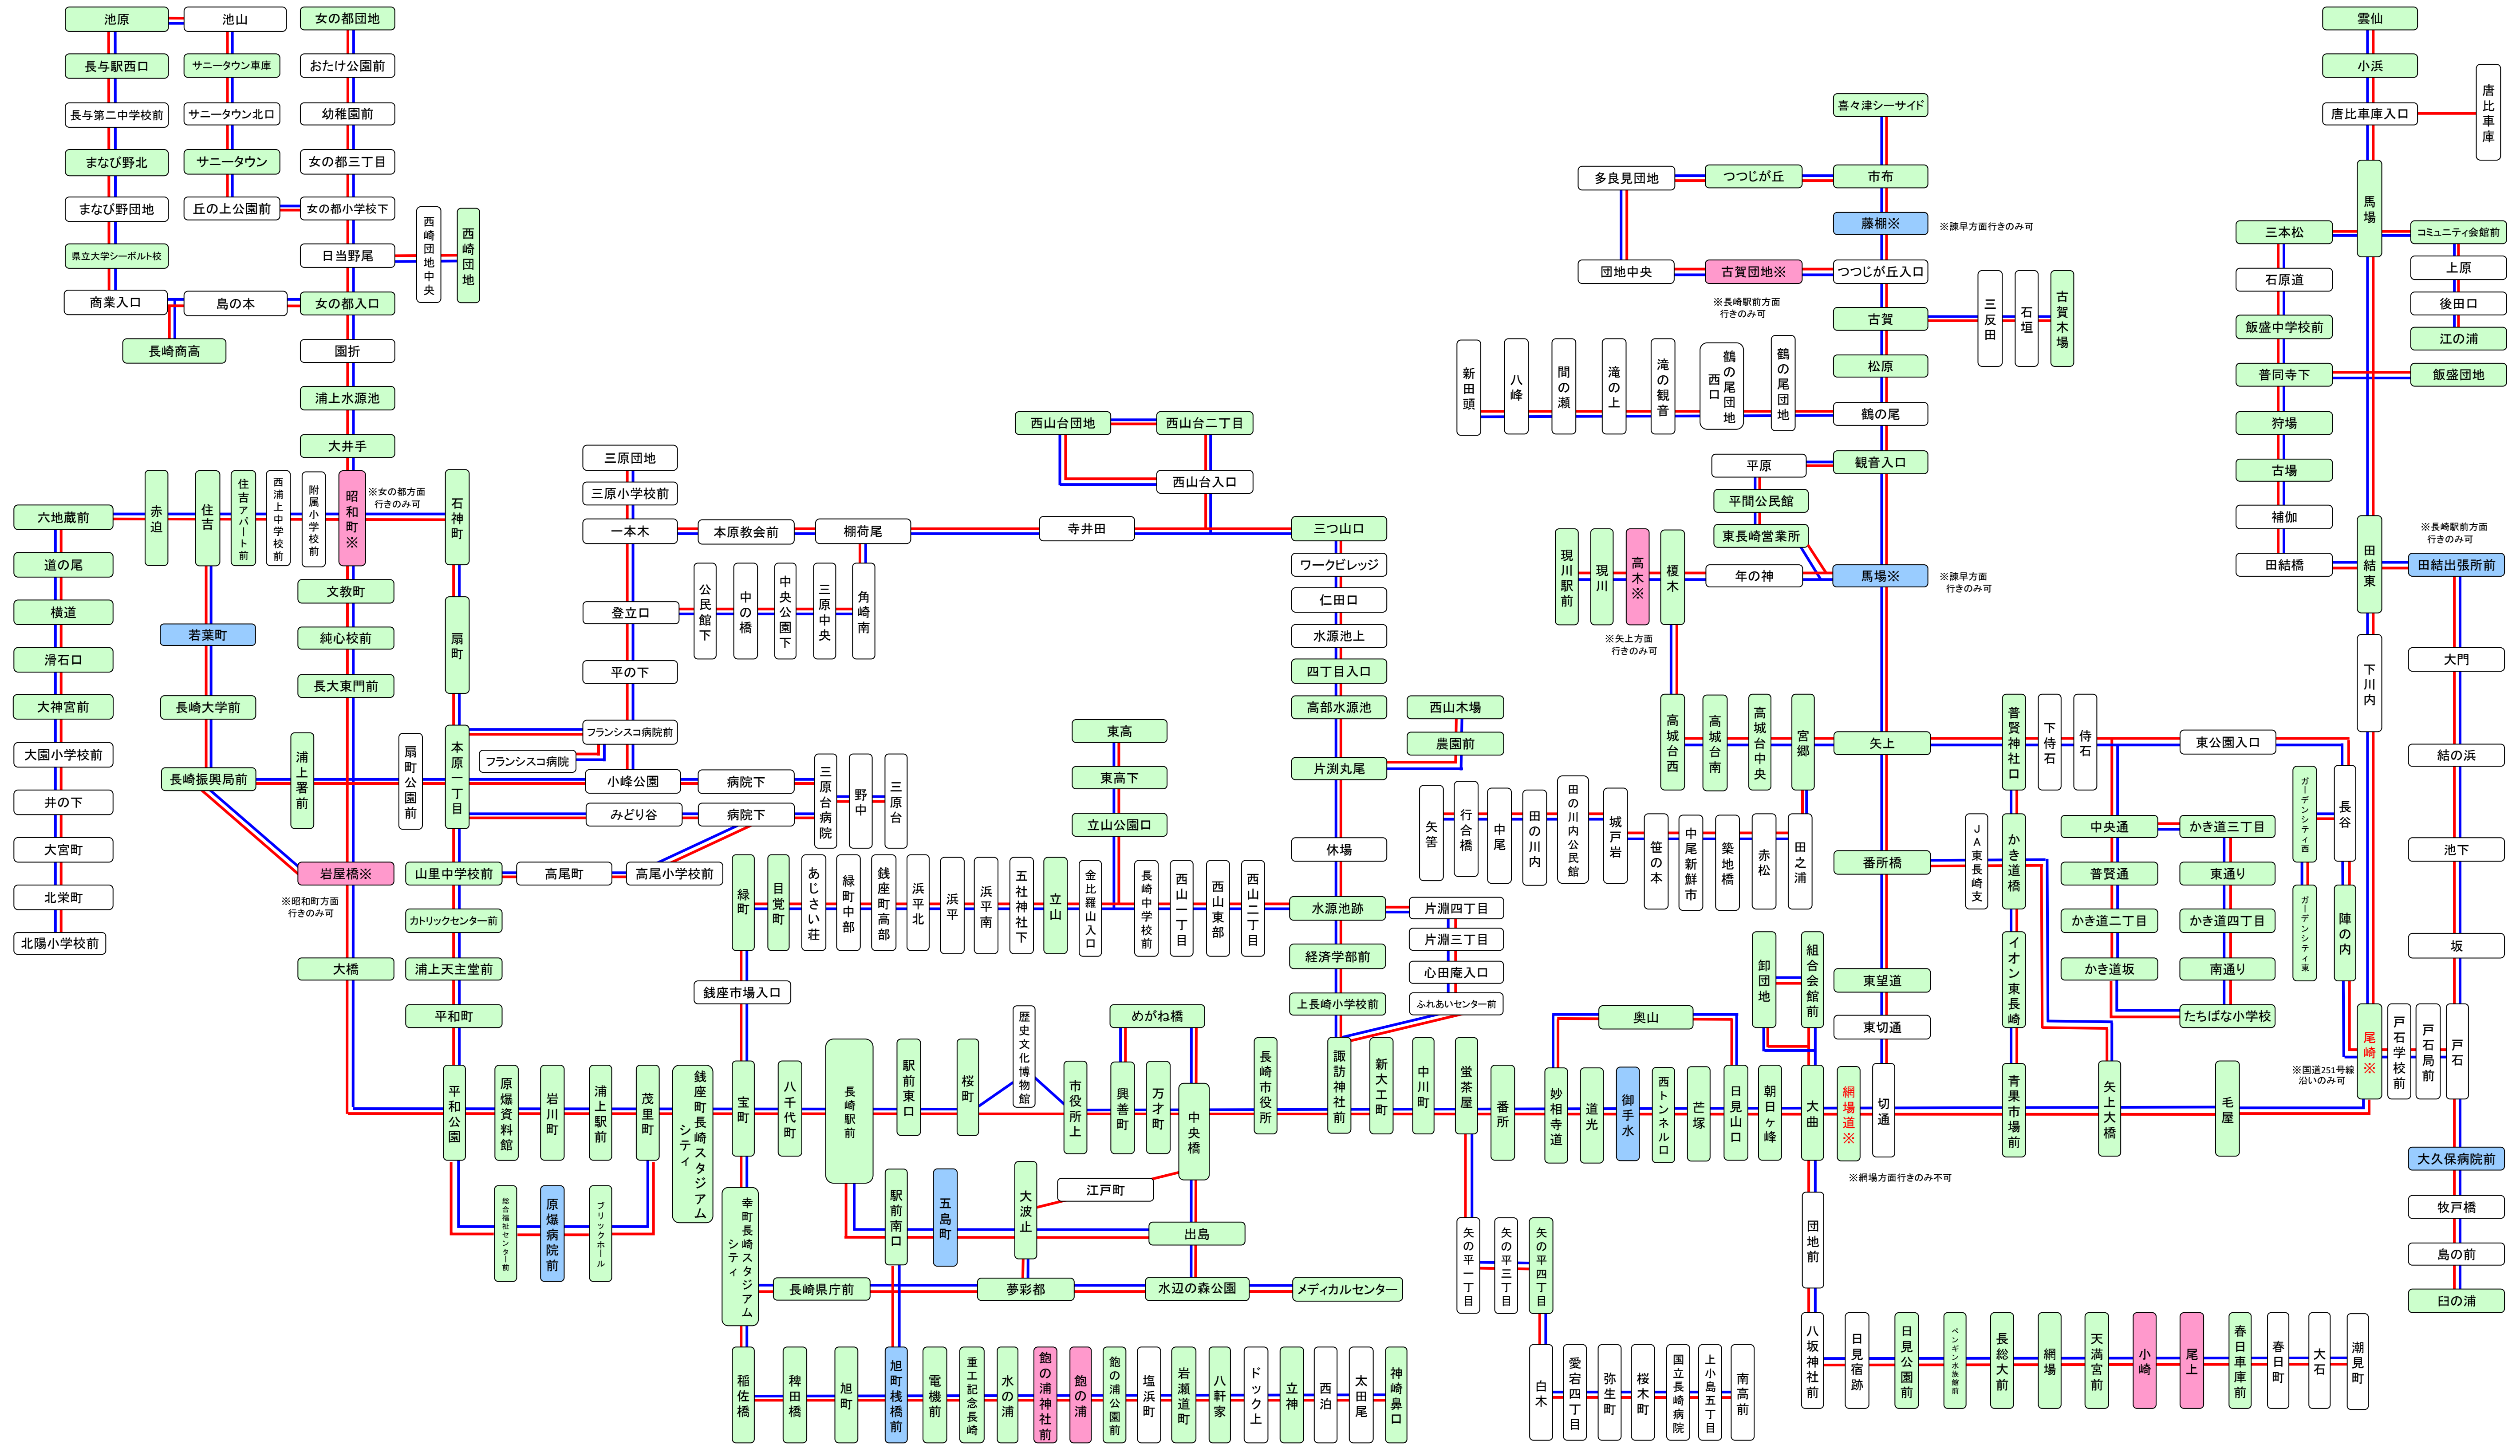 池原
池山
女の都団地
長与駅西口
サニータウン車庫
おたけ公園前
長与第二中学校前
サニータウン北口
幼稚園前
まなび野北
サニータウン
女の都三丁目
まなび野団地
丘の上公園前
女の都小学校下
県立大学シーボルト校
日当野尾
西崎団地中央
西崎団地
商業入口
島の本
女の都入口
長崎商高
園折
浦上水源池
大井手
六地蔵前
赤迫
住吉
住吉アパート前
西浦上中学校前
附属小学校前
昭和町※
※女の都方面
行きのみ可
石神町
道の尾
横道
滑石口
大神宮前
大園小学校前
井の下
大宮町
北栄町
北陽小学校前
若葉町
長崎大学前
長崎振興局前
浦上署前
文教町
純心校前
長大東門前
扇町
扇町公園前
本原一丁目
岩屋橋※
※昭和町方面
行きのみ可
大橋
山里中学校前
高尾町
高尾小学校前
カトリックセンター前
浦上天主堂前
平和町
三原団地
三原小学校前
一本木
本原教会前
棚荷尾
寺井田
三つ山口
登立口
公民館下
中の橋
中央公園下
三原中央
角崎南
平の下
フランシスコ病院前
フランシスコ病院
小峰公園
病院下
みどり谷
病院下
三原台病院
野中
三原台
西山台団地
西山台二丁目
西山台入口
ワークビレッジ
仁田口
水源池上
四丁目入口
高部水源池
片渕丸尾
西山木場
農園前
休場
水源池跡
経済学部前
上長崎小学校前
片淵四丁目
片淵三丁目
心田庵入口
ふれあいセンター前
東高
東高下
立山公園口
緑町
目覚町
あじさい荘
緑町中部
銭座町高部
浜平北
浜平
浜平南
五社神社下
立山
金比羅山入口
長崎中学校前
西山一丁目
西山東部
西山二丁目
銭座市場入口
平和公園
原爆資料館
岩川町
浦上駅前
茂里町
銭座町長崎スタジアム
シティ
宝町
八千代町
長崎駅前
駅前東口
桜町
歴史文化博物館
市役所上
めがね橋
興善町
万才町
中央橋
長崎市役所
諏訪神社前
新大工町
中川町
蛍茶屋
番所
妙相寺道
道光
御手水
西トンネル口
芒塚
日見山口
朝日ヶ峰
大曲
網場道※
※網場方面行きのみ不可
切通
青果市場前
矢上大橋
毛屋
尾崎※
※国道251号線
沿いのみ可
総合福祉センター前
原爆病院前
ブリックホール
幸町長崎スタジアム
シティ
駅前南口
五島町
大波止
江戸町
出島
長崎県庁前
夢彩都
水辺の森公園
メディカルセンター
稲佐橋
稗田橋
旭町
旭町桟橋前
電機前
重工記念長崎
水の浦
飽の浦神社前
飽の浦
飽の浦公園前
塩浜町
岩瀬道町
八軒家
ドック上
立神
西泊
太田尾
神崎鼻口
矢の平一丁目
矢の平三丁目
矢の平四丁目
白木
愛宕四丁目
弥生町
桜木町
国立長崎病院
上小島五丁目
南高前
奥山
卸団地
組合会館前
団地前
八坂神社前
日見宿跡
日見公園前
ペンギン水族館前
長総大前
網場
天満宮前
小崎
尾上
春日車庫前
春日町
大石
潮見町
喜々津シーサイド
多良見団地
つつじが丘
市布
藤棚※
※諫早方面行きのみ可
団地中央
古賀団地※
つつじが丘入口
※長崎駅前方面
行きのみ可
古賀
三反田
石垣
古賀木場
松原
新田頭
八峰
間の瀬
滝の上
滝の観音
鶴の尾団地
西口
鶴の尾団地
鶴の尾
平原
観音入口
平間公民館
東長崎営業所
現川駅前
現川
高木※
榎木
年の神
馬場※
※諫早方面
行きのみ可
※矢上方面
行きのみ可
高城台西
高城台南
高城台中央
宮郷
矢上
矢筈
行合橋
中尾
田の川内
田の川内公民館
城戸岩
笹の本
中尾新鮮市
築地橋
赤松
田之浦
番所橋
JA東長崎支
東望道
東切通
普賢神社口
下侍石
侍石
東公園入口
かき道橋
イオン東長崎
中央通
かき道三丁目
普賢通
東通り
かき道二丁目
かき道四丁目
かき道坂
南通り
たちばな小学校
ガーデンシティ西
ガーデンシティ東
長谷
陣の内
戸石学校前
戸石局前
戸石
雲仙
小浜
唐比車庫入口
唐比車庫
馬場
三本松
コミュニティ会館前
石原道
上原
後田口
飯盛中学校前
江の浦
普同寺下
飯盛団地
狩場
古場
補伽
田結橋
田結東
※長崎駅前方面
行きのみ可
田結出張所前
下川内
大門
結の浜
池下
坂
大久保病院前
牧戸橋
島の前
臼の浦